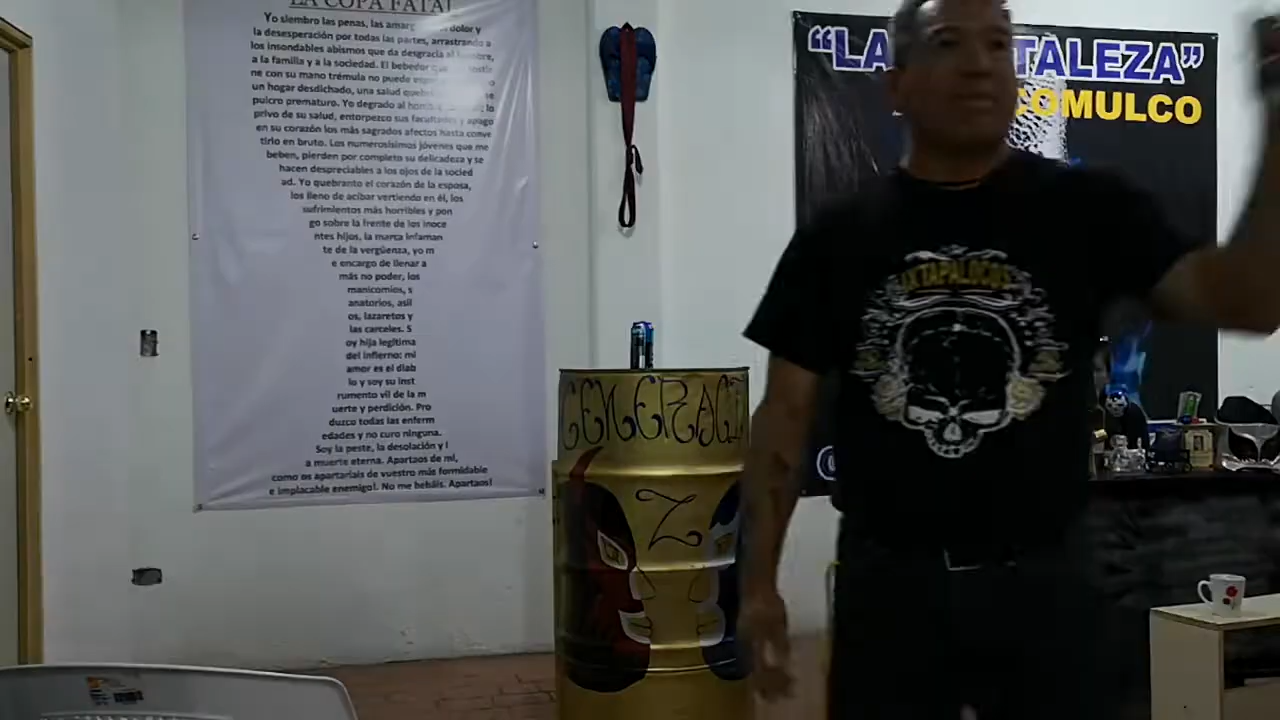 LA COPA FATAL
Yo siembro las penas, las amarg dolor y
la desesperación por todas las partes, arrastrando a
los insondables abismos que da desgracia al hombre,
a la familia y a la sociedad. El bebedor que
ne con su mano trémula no puede
un hogar desdichado, una salud
pulcro prematuro. Yo degrado al lo
privo de su salud, entorpezco sus facultades y apago
en su corazón los más sagrados afectos hasta conve
tirlo en bruto. Los numerosisimos jóvenes que me
beben, pierden por completo su delicadeza y se
hacen despreciables a los ojos de la socied
ad. Yo quebranto el corazón de la esposa,
los lleno de acíbar vertiendo en él, los
sufrimientos más horribles y pon
go sobre la frente de los inoce
ntes hijos, la marca infaman
te de la vergüenza, yo m
e encargo de llenar a
más no poder, los
manicomios, s
anatorios, asil
os, lazaretos y
las carceles. S
oy hija legítima
del infierno: mi
amor es el diab
lo y soy su inst
rumento vil de la m
uerte y perdición. Pro
duzco todas las enferm
edades y no curo ninguna.
Soy la peste, la desolación y l
a muerte eterna. Apartaos de mi,
como os apartariais de vuestro más formidable
e implacable enemigo!. No me bebáis. Apartaos!
"LA TALEZA"
COMULCO
IXTAPALOCOS
GENERACI
Z